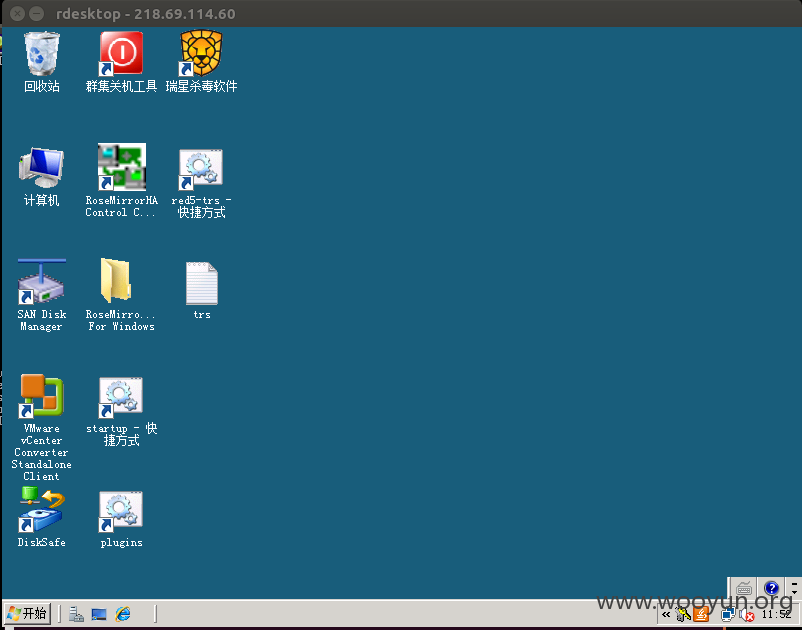 rdesktop - 218.69.114.60
回收站
群集关机工具
瑞星杀毒软件
计算机
RoseMirrorHA
Control C...
red5-trs -
快捷方式
SAN Disk
Manager
RoseMirro...
For Windows
trs
VMware
vCenter
Converter
Standalone
Client
startup - 快
捷方式
DiskSafe
plugins
www.wooyun.org
开始
11:52